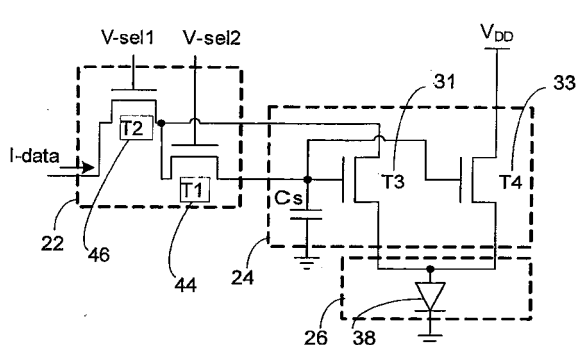 V-sel1 V-sel2
V_DD
31 33
T2
I-data
T3 T4
T1
Cs
22 46 44 24
26 38